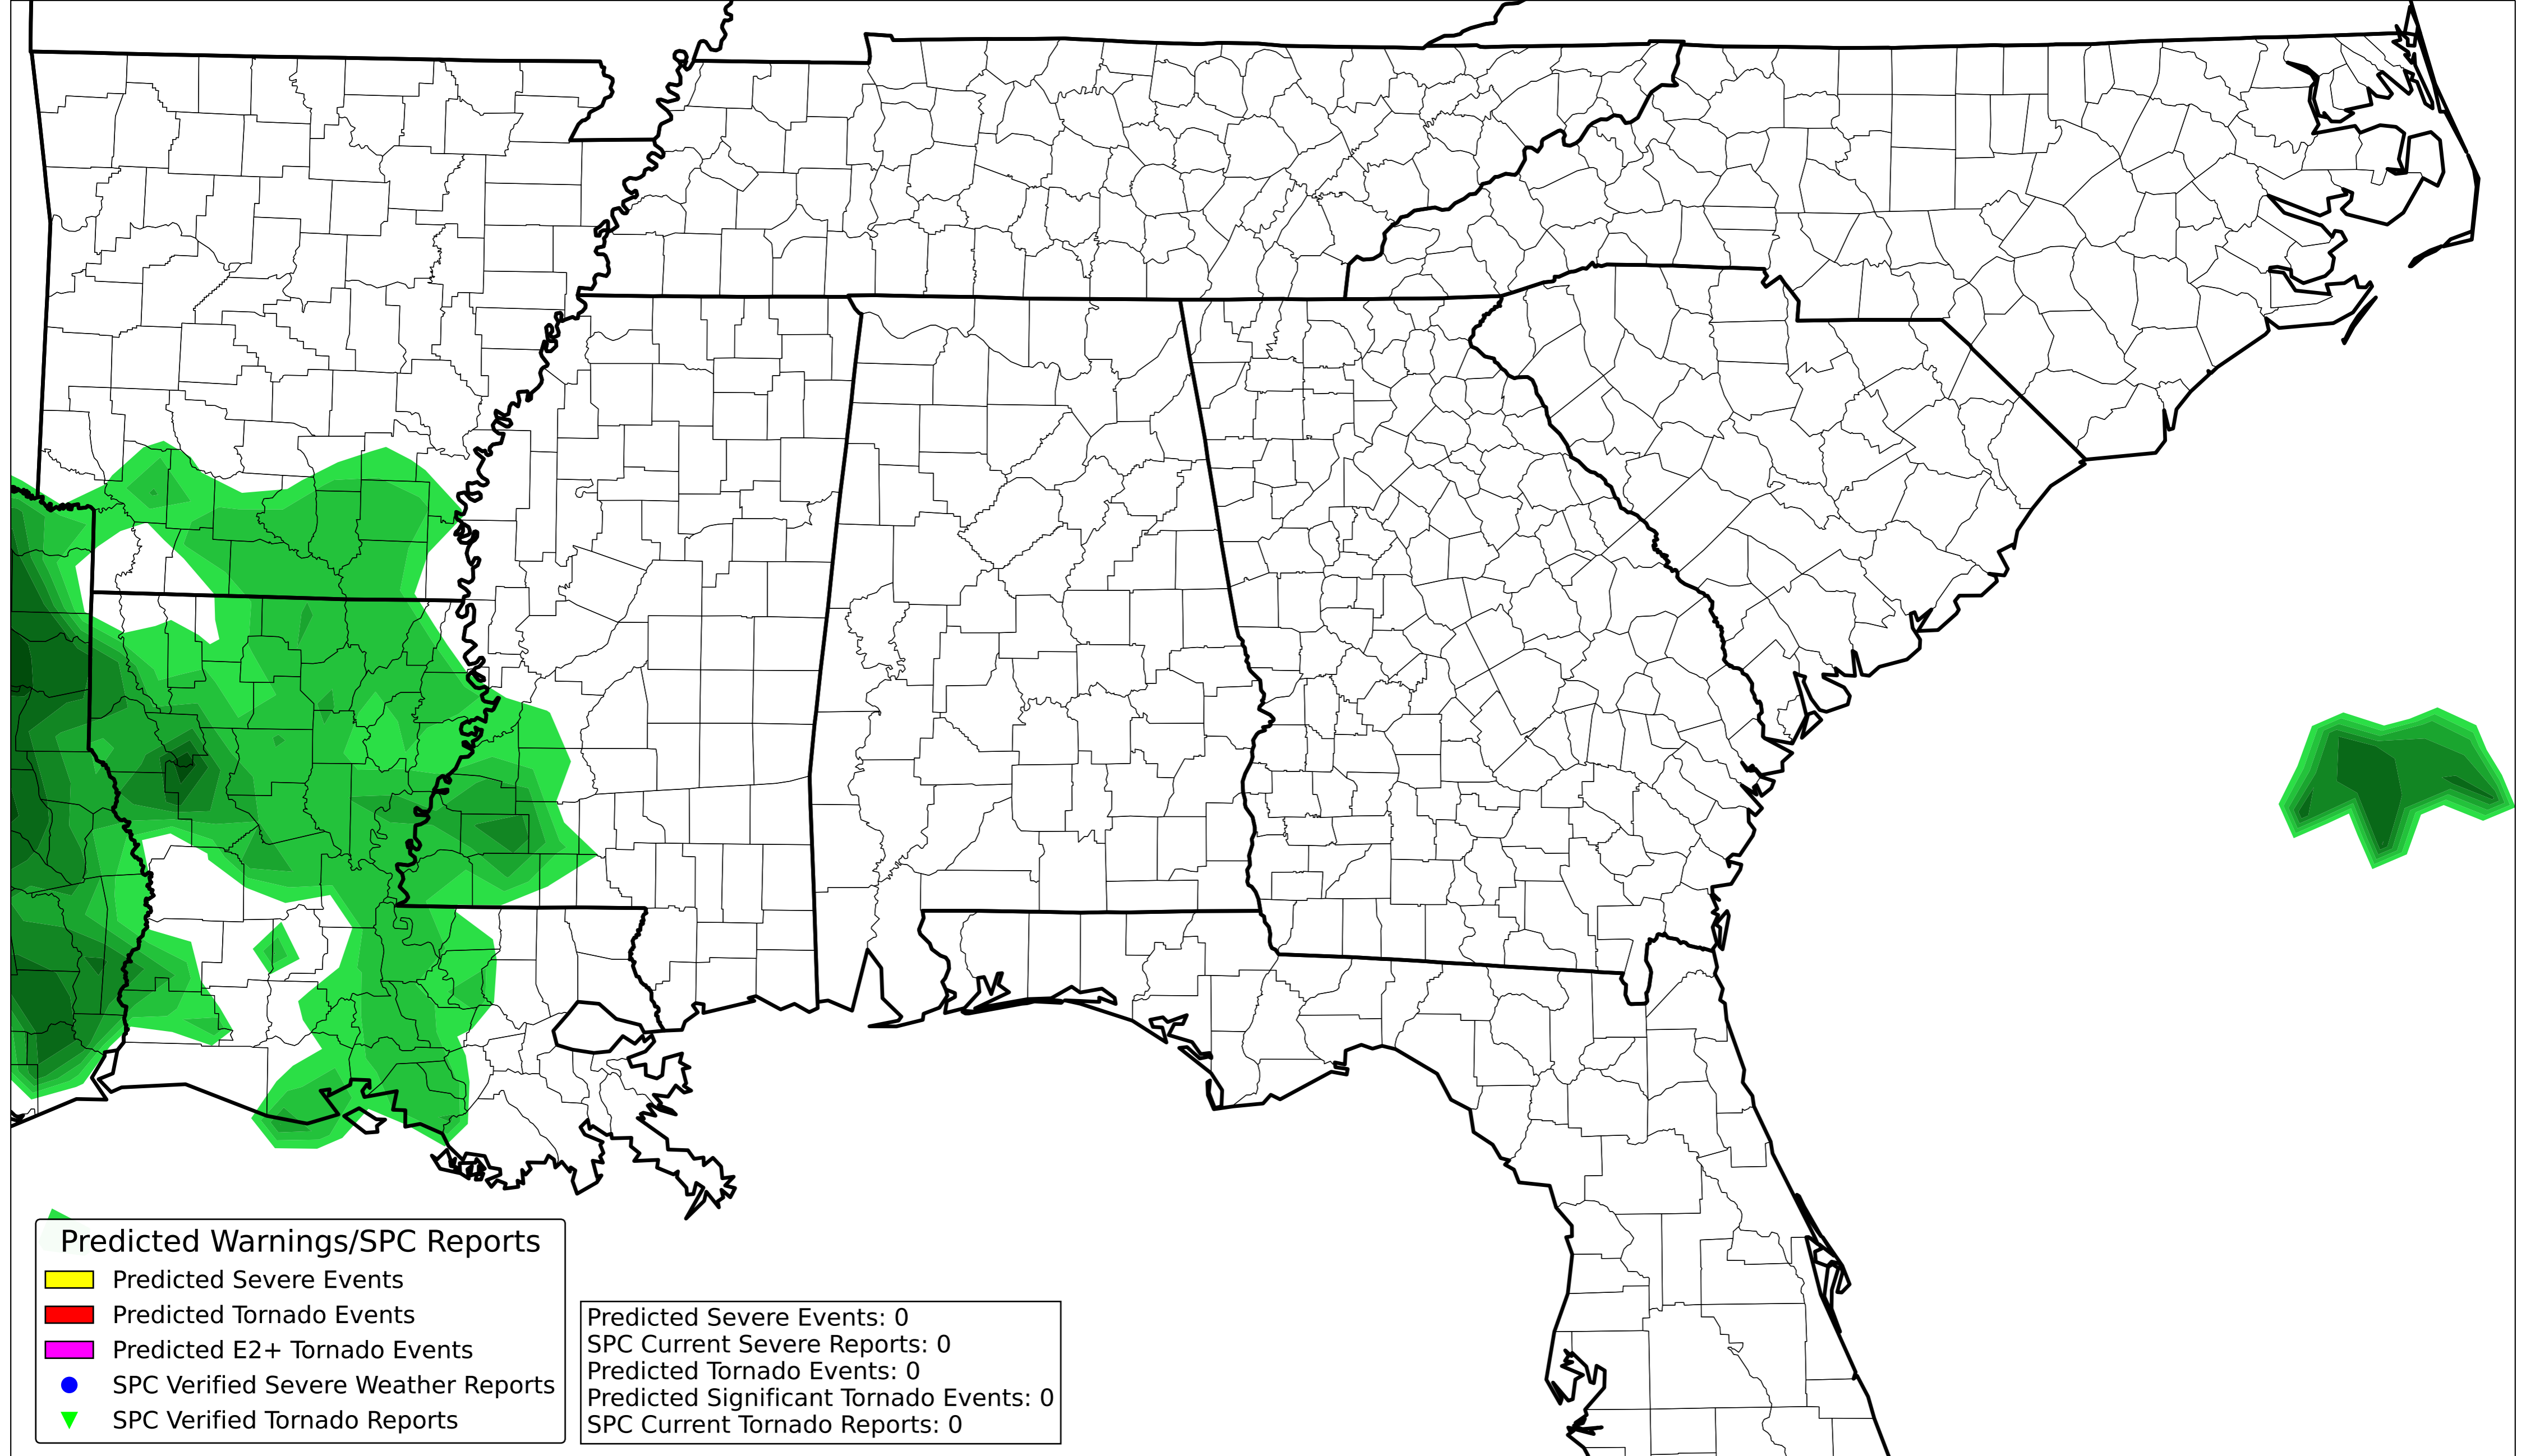 Predicted Warnings/SPC Reports
Predicted Severe Events
Predicted Tornado Events
Predicted E2+ Tornado Events
SPC Verified Severe Weather Reports
SPC Verified Tornado Reports
Predicted Severe Events: 0
SPC Current Severe Reports: 0
Predicted Tornado Events: 0
Predicted Significant Tornado Events: 0
SPC Current Tornado Reports: 0